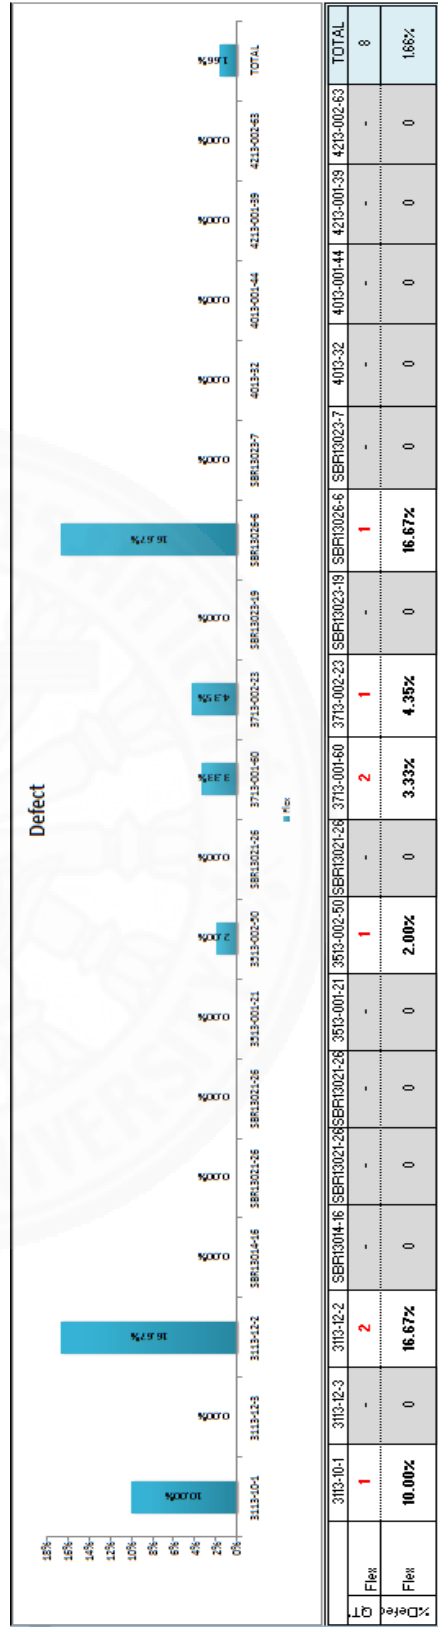 Defect
18%
16%
14%
12%
10%
8%
6%
4%
2%
0%
10.00% 0.00% 16.67% 0.00% 0.00% 0.00% 0.00% 2.00% 0.00% 3.33% 4.35% 0.00% 16.67% 0.00% 0.00% 0.00% 0.00% 0.00% 1.66%
3113-10-1 3113-12-3 3113-12-2 SBR13014-16 SBR13021-26 SBR13021-26 3513-001-21 3513-002-50 SBR13021-26 3713-001-60 3713-002-23 SBR13023-19 SBR13026-6 SBR13023-7 4013-32 4013-001-44 4213-001-39 4213-002-63 TOTAL
Flex
3113-10-1 3113-12-3 3113-12-2 SBR13014-16 SBR13021-26 SBR13021-26 3513-001-21 3513-002-50 SBR13021-26 3713-001-60 3713-002-23 SBR13023-19 SBR13026-6 SBR13023-7 4013-32 4013-001-44 4213-001-39 4213-002-63 TOTAL
QT' Flex 1 - 2 - - - - 1 - 2 1 - 1 - - - - - 8
%Defec Flex 10.00% 0 16.67% 0 0 0 0 2.00% 0 3.33% 4.35% 0 16.67% 0 0 0 0 0 1.66%